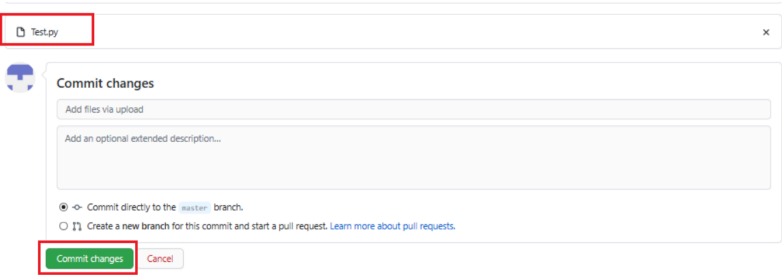 Test.py
Commit changes
Add files via upload
Add an optional extended description...
Commit directly to the master branch.
Create a new branch for this commit and start a pull request. Learn more about pull requests.
Commit changes Cancel